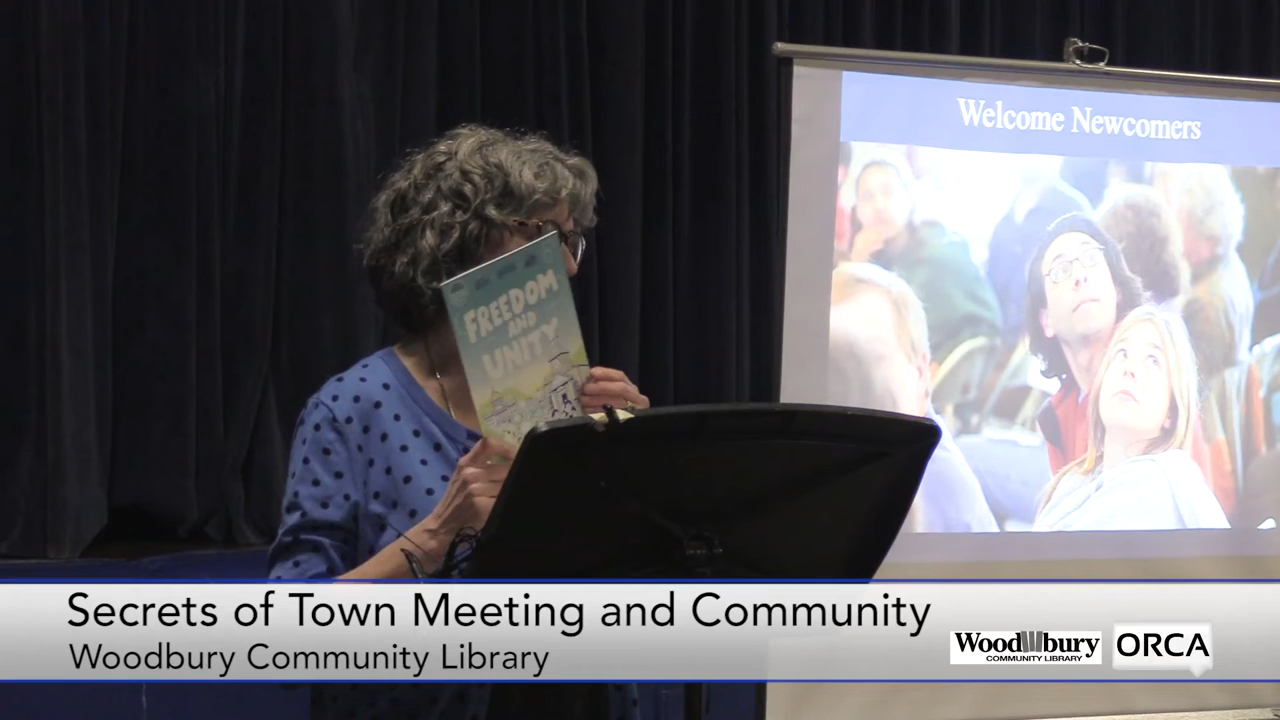 Welcome Newcomers
FREEDOM
AND
UNITY
Secrets of Town Meeting and Community
Woodbury Community Library
Woodbury
COMMUNITY LIBRARY
ORCA